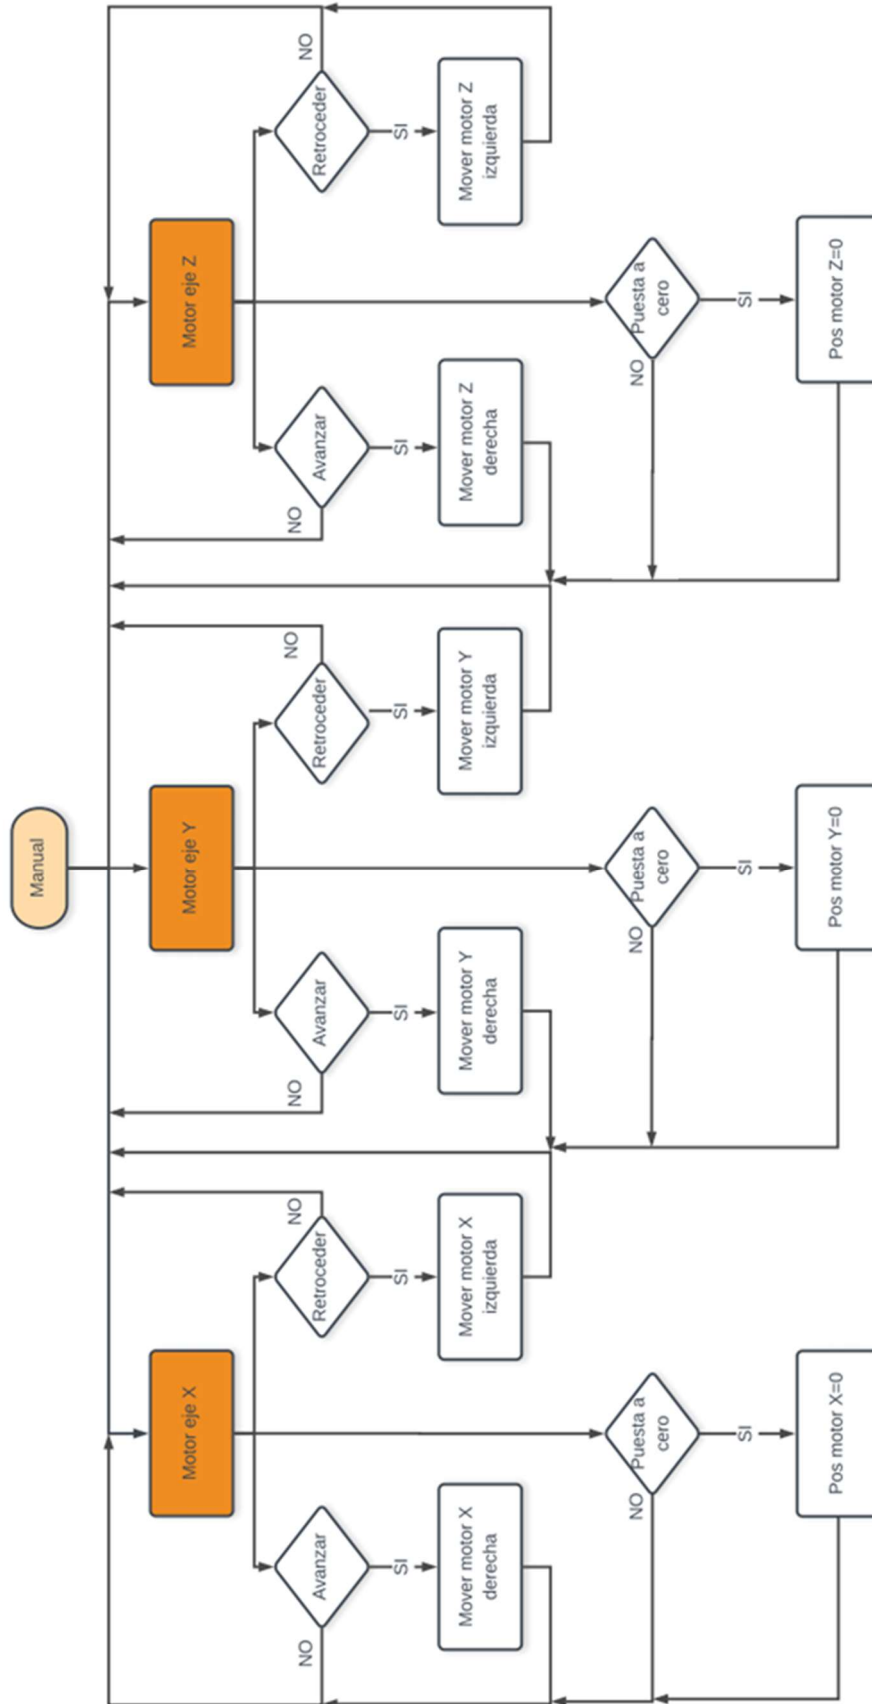 Manual
Motor eje X
Motor eje Y
Motor eje Z
NO
Avanzar
Retroceder
NO
NO
Avanzar
Retroceder
NO
NO
Avanzar
Retroceder
NO
SI
SI
SI
SI
SI
SI
Mover motor X
derecha
Mover motor X
izquierda
Mover motor Y
derecha
Mover motor Y
izquierda
Mover motor Z
derecha
Mover motor Z
izquierda
NO
Puesta a
cero
NO
Puesta a
cero
NO
Puesta a
cero
SI
SI
SI
Pos motor X=0
Pos motor Y=0
Pos motor Z=0